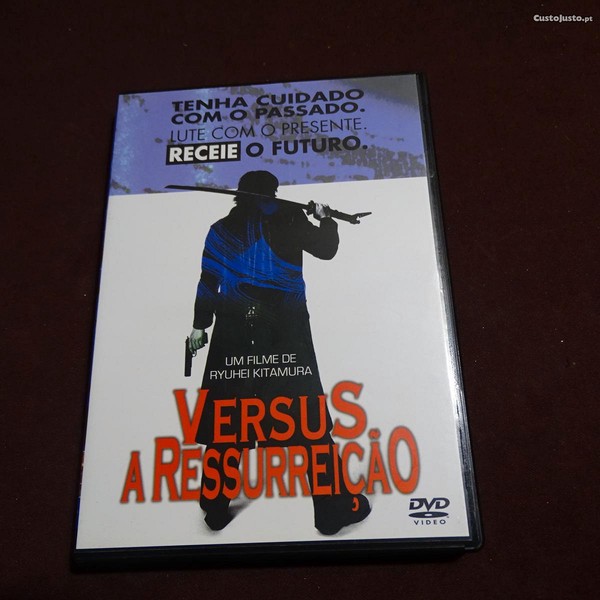 CustoJusto.pt
TENHA CUIDADO
COM O PASSADO.
LUTE COM O PRESENTE.
RECEIE O FUTURO.
UM FILME DE
RYUHEI KITAMURA
VERSUS
A RESSURREIÇÃO
DVD
VIDEO